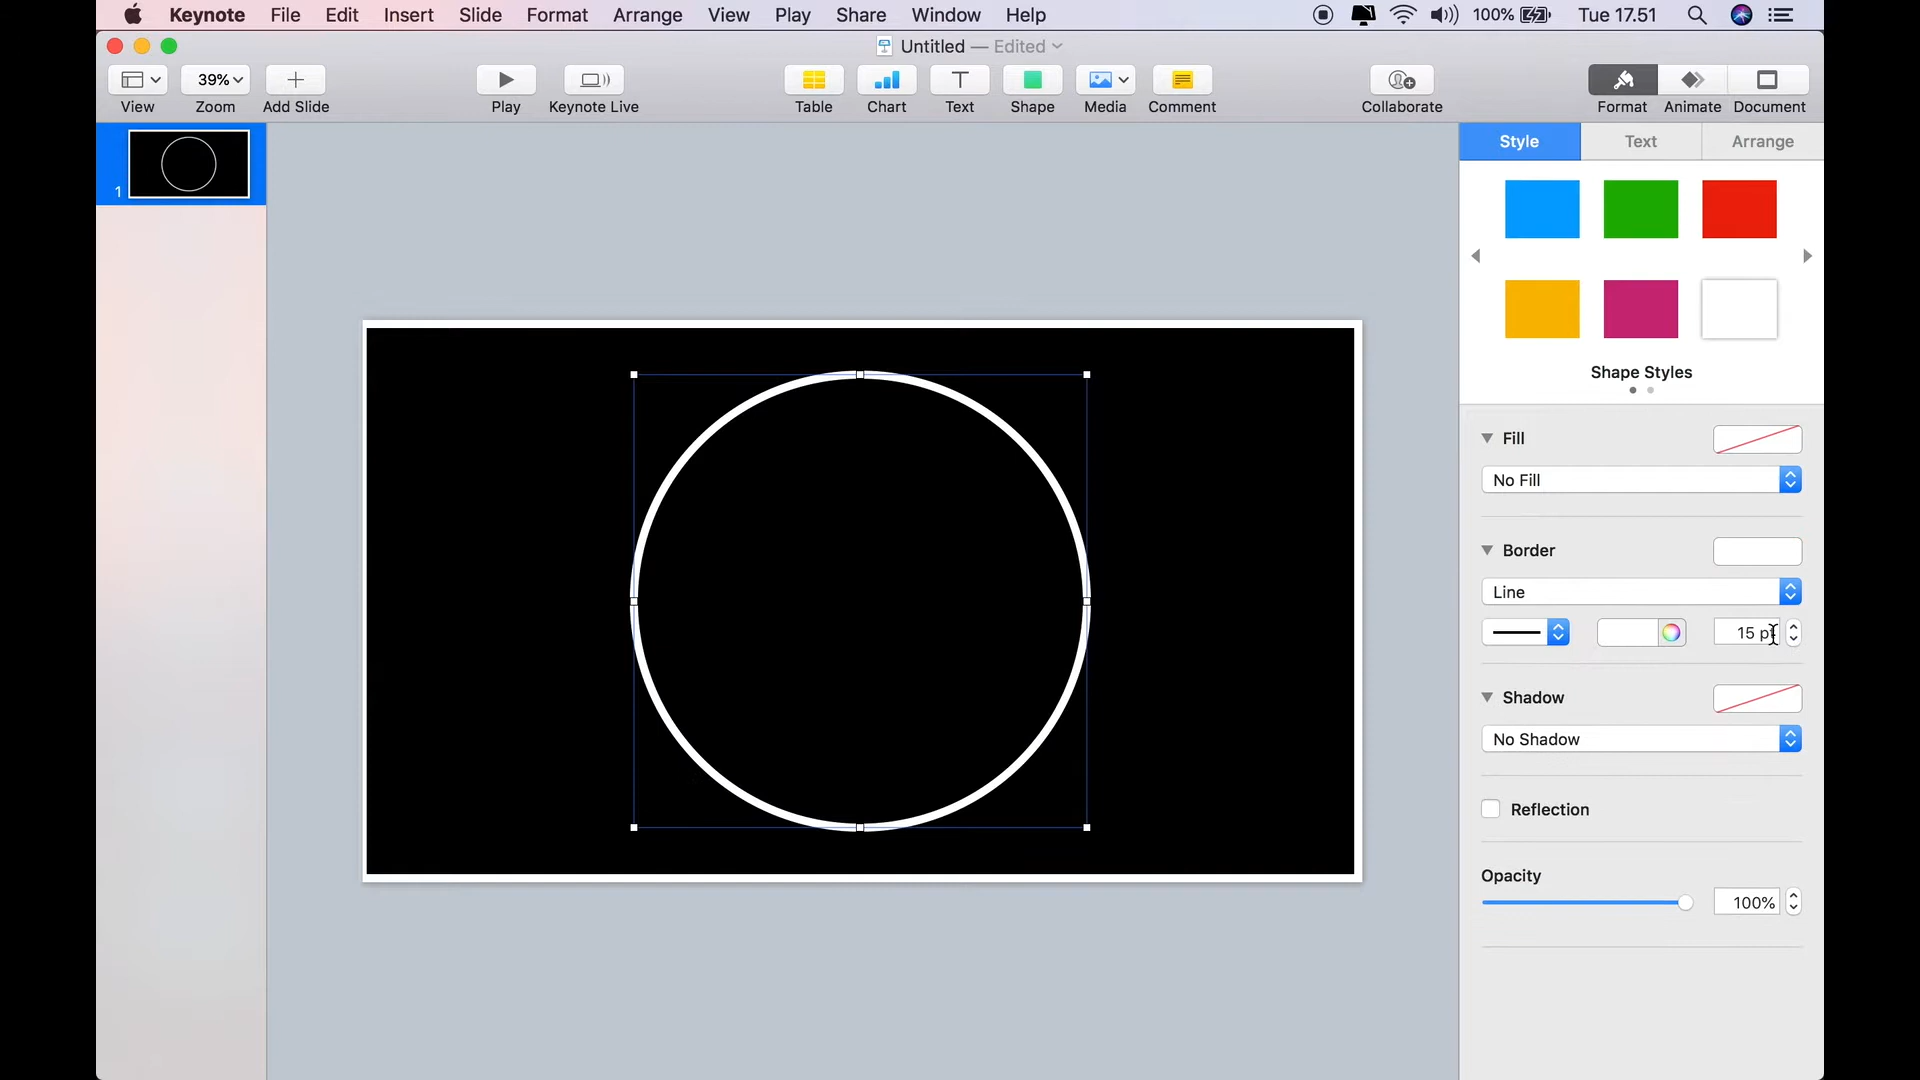 Keynote File Edit Insert Slide Format Arrange View Play Share Window Help 100% Tue 17.51
Untitled — Edited
39%
View Zoom Add Slide Play Keynote Live Table Chart Text Shape Media Comment Collaborate Format Animate Document
Style Text Arrange
1
Shape Styles
Fill
No Fill
Border
Line
15 pt
Shadow
No Shadow
Reflection
Opacity
100%